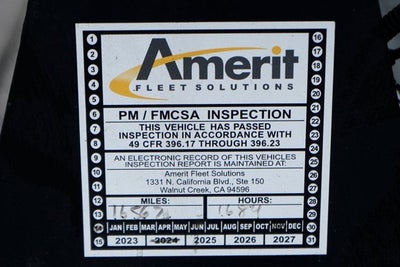 Amerit
FLEET SOLUTIONS
PM / FMCSA INSPECTION
THIS VEHICLE HAS PASSED
INSPECTION IN ACCORDANCE WITH
49 CFR 396.17 THROUGH 396.23
AN ELECTRONIC RECORD OF THIS VEHICLES
INSPECTION REPORT IS MAINTAINED AT:
Amerit Fleet Solutions
1331 N. California Blvd., Ste 150
Walnut Creek, CA 94596
MILES: HOURS:
JAN FEB MAR APR MAY JUN JUL AUG SEP OCT NOV DEC
2023 2024 2025 2026 2027
1
2
3
4
5
6
7
8
9
10
11
12
13
15
16
17
18
19
20
21
22
23
24
25
26
27
28
29
30
31